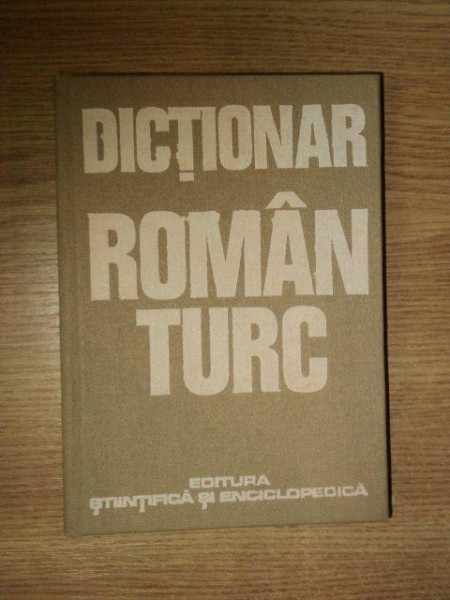 DICȚIONAR
ROMÂN
TURC
EDITURA
ȘTIINȚIFICĂ ȘI ENCICLOPEDICĂ